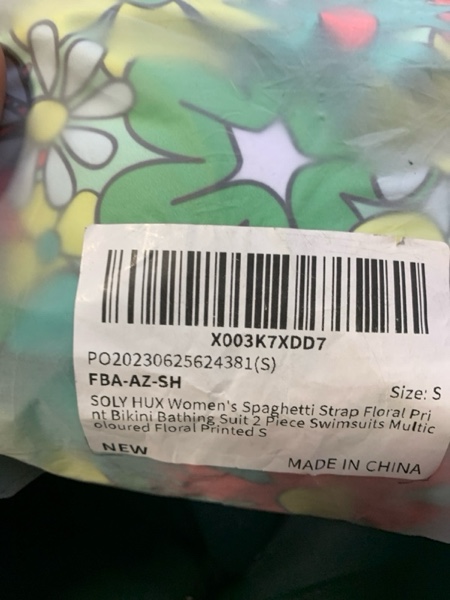 X003K7XDD7
PO20230625624381(S)
FBA-AZ-SH
Size: S
SOLY HUX Women's Spaghetti Strap Floral Pri
nt Bikini Bathing Suit 2 Piece Swimsuits Multic
oloured Floral Printed S
NEW
MADE IN CHINA